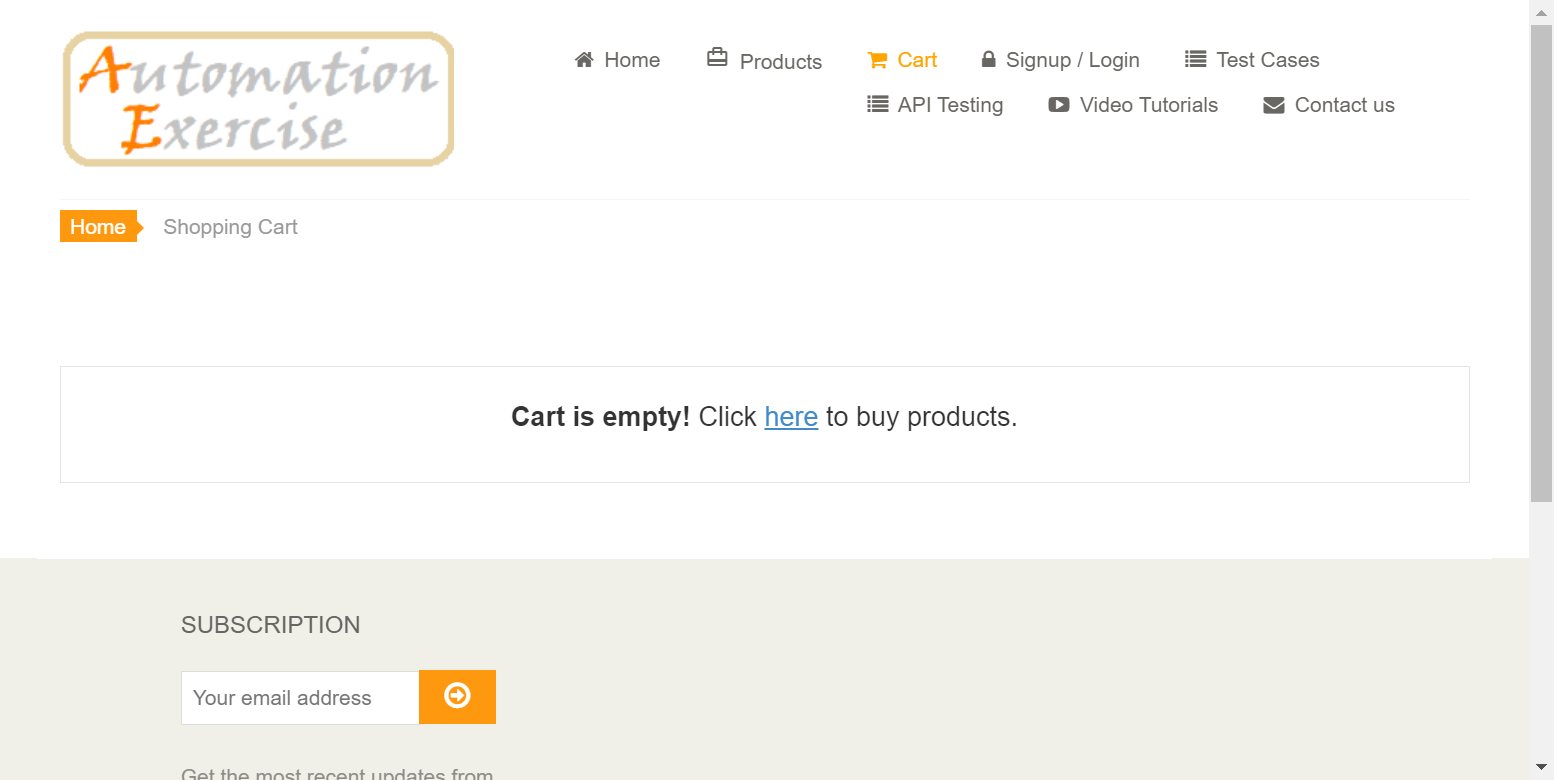 Automation
Exercise
Home Products Cart Signup / Login Test Cases
API Testing Video Tutorials Contact us
Home Shopping Cart
Cart is empty! Click here to buy products.
SUBSCRIPTION
Your email address
Get the most recent updates from